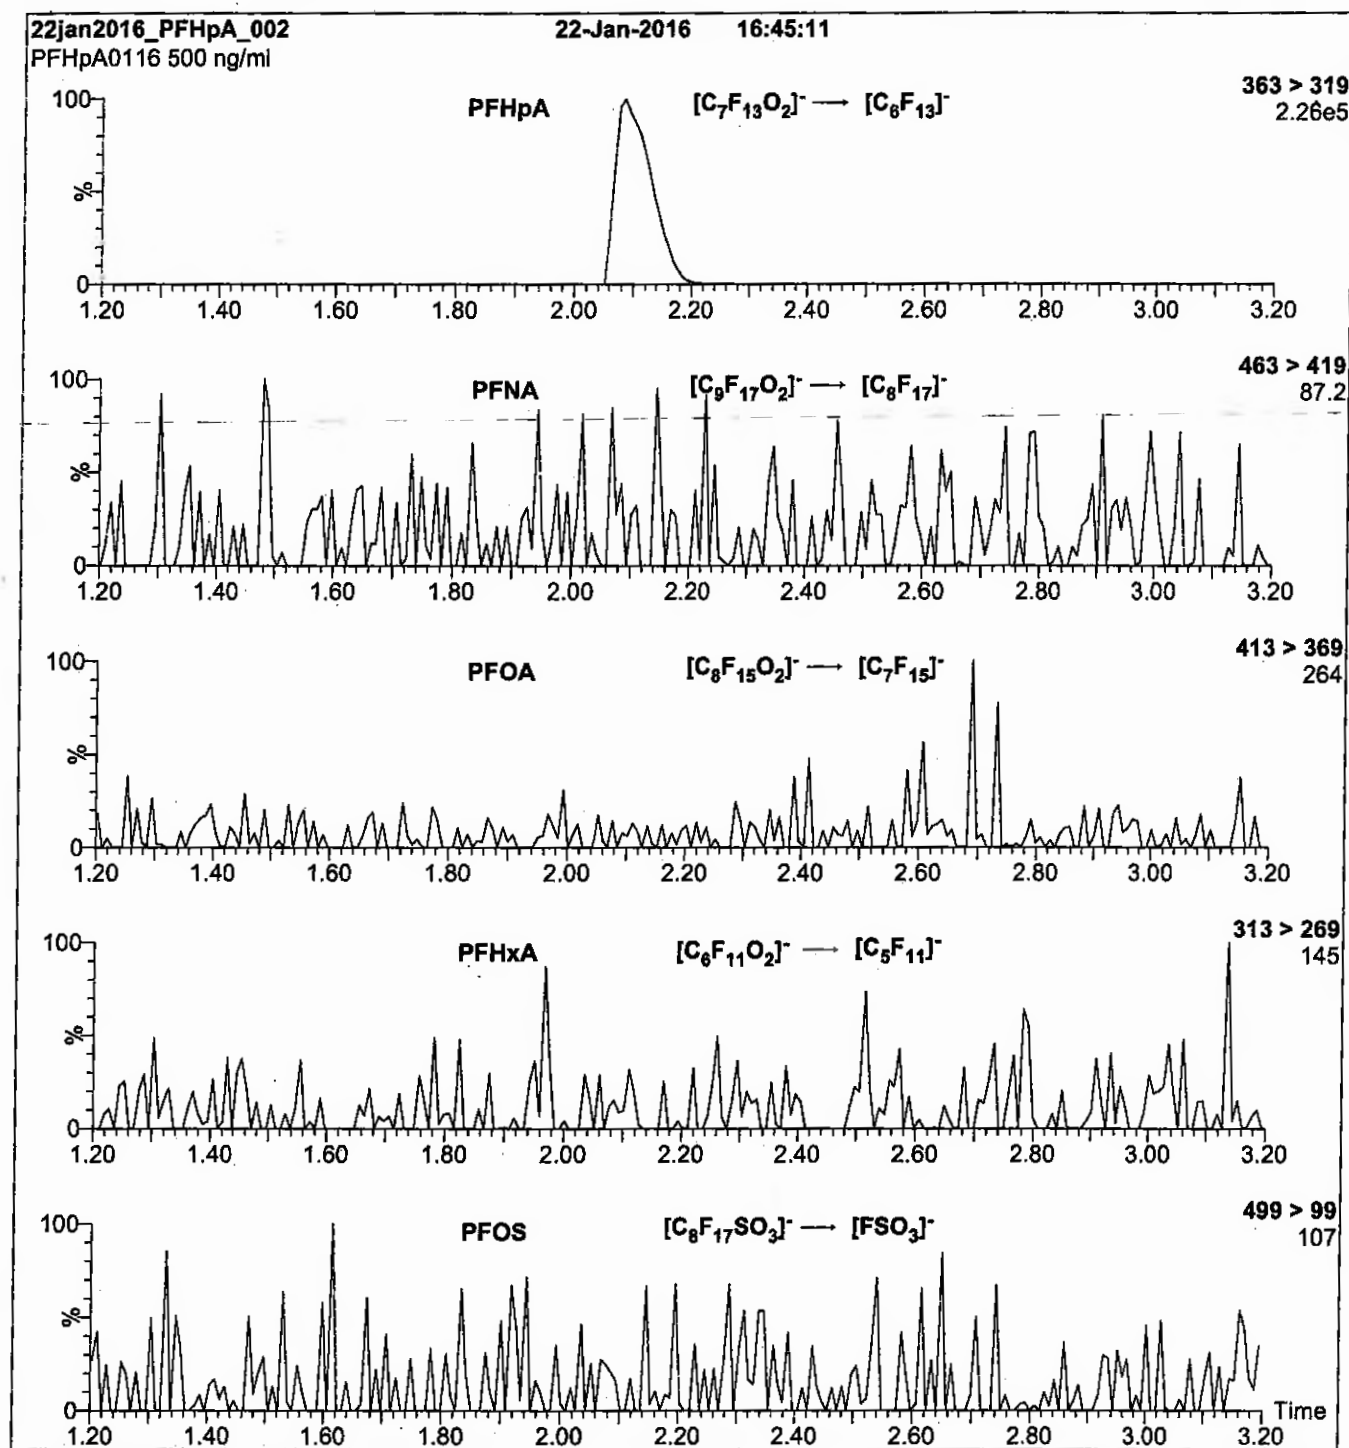 22jan2016_PFHpA_002 22-Jan-2016 16:45:11
PFHpA0116 500 ng/ml
363 > 319
2.26e5
PFHpA [C₇F₁₃O₂]⁻ → [C₆F₁₃]⁻
100
%
0
1.20 1.40 1.60 1.80 2.00 2.20 2.40 2.60 2.80 3.00 3.20
463 > 419
87.2
PFNA [C₉F₁₇O₂]⁻ → [C₈F₁₇]⁻
100
%
0
1.20 1.40 1.60 1.80 2.00 2.20 2.40 2.60 2.80 3.00 3.20
413 > 369
264
PFOA [C₈F₁₅O₂]⁻ → [C₇F₁₅]⁻
100
%
0
1.20 1.40 1.60 1.80 2.00 2.20 2.40 2.60 2.80 3.00 3.20
313 > 269
145
PFHxA [C₆F₁₁O₂]⁻ → [C₅F₁₁]⁻
100
%
0
1.20 1.40 1.60 1.80 2.00 2.20 2.40 2.60 2.80 3.00 3.20
499 > 99
107
PFOS [C₈F₁₇SO₃]⁻ → [FSO₃]⁻
100
%
0
Time
1.20 1.40 1.60 1.80 2.00 2.20 2.40 2.60 2.80 3.00 3.20